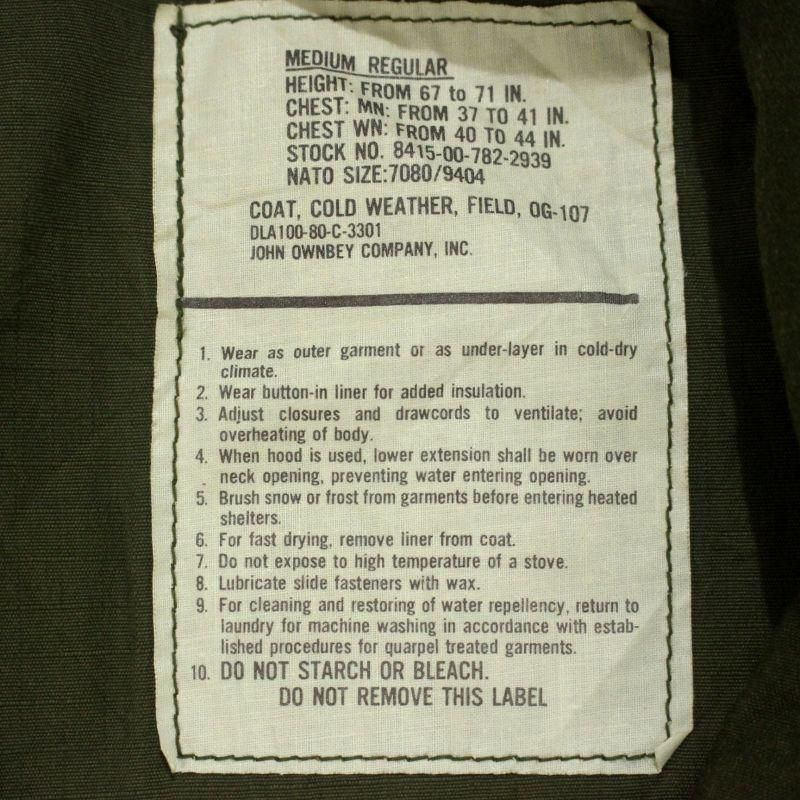 MEDIUM REGULAR
HEIGHT: FROM 67 to 71 IN.
CHEST: MN: FROM 37 TO 41 IN.
CHEST WN: FROM 40 TO 44 IN.
STOCK NO. 8415-00-782-2939
NATO SIZE:7080/9404
COAT, COLD WEATHER, FIELD, OG-107
DLA100-80-C-3301
JOHN OWNBEY COMPANY, INC.
1. Wear as outer garment or as under-layer in cold-dry
climate.
2. Wear button-in liner for added insulation.
3. Adjust closures and drawcords to ventilate; avoid
overheating of body.
4. When hood is used, lower extension shall be worn over
neck opening, preventing water entering opening.
5. Brush snow or frost from garments before entering heated
shelters.
6. For fast drying, remove liner from coat.
7. Do not expose to high temperature of a stove.
8. Lubricate slide fasteners with wax.
9. For cleaning and restoring of water repellency, return to
laundry for machine washing in accordance with estab-
lished procedures for quarpel treated garments.
10. DO NOT STARCH OR BLEACH.
DO NOT REMOVE THIS LABEL